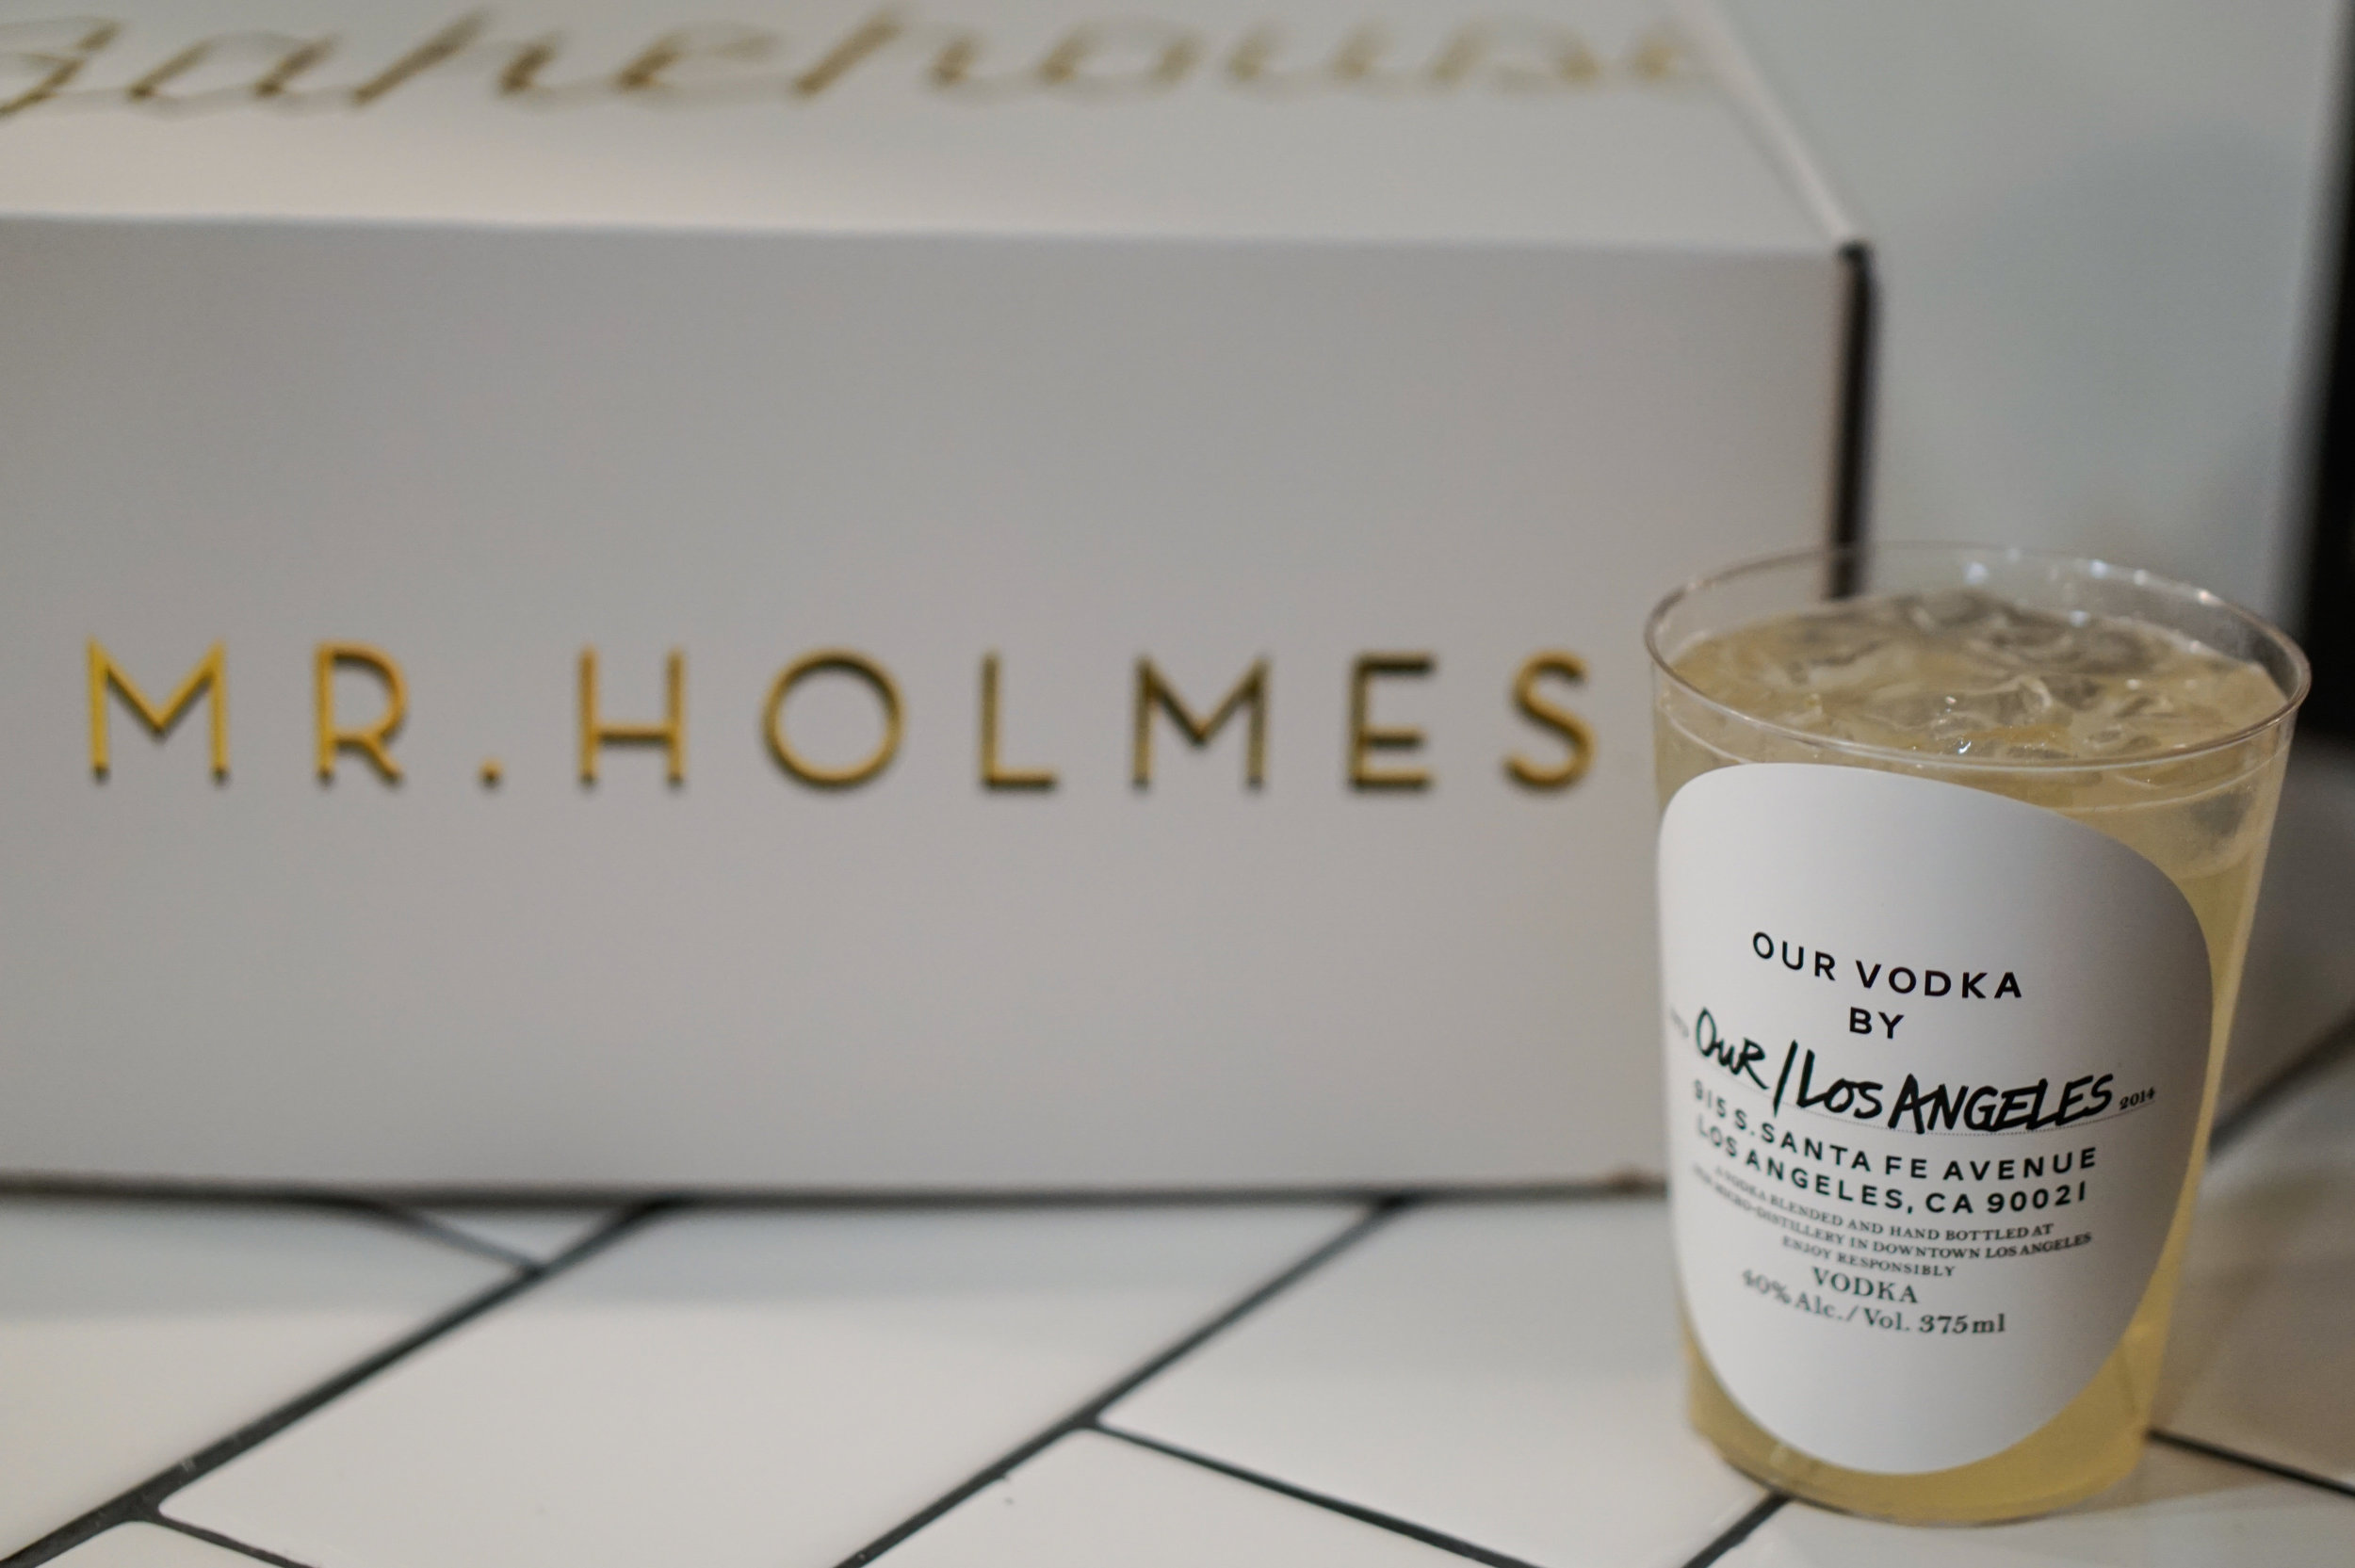 Bakehouse
MR. HOLMES
OUR VODKA
BY
Our/Los Angeles 2014
915 S. SANTA FE AVENUE
LOS ANGELES, CA 90021
A VODKA BLENDED AND HAND BOTTLED AT
OUR MICRO-DISTILLERY IN DOWNTOWN LOS ANGELES
ENJOY RESPONSIBLY
VODKA
40% Alc./Vol. 375ml